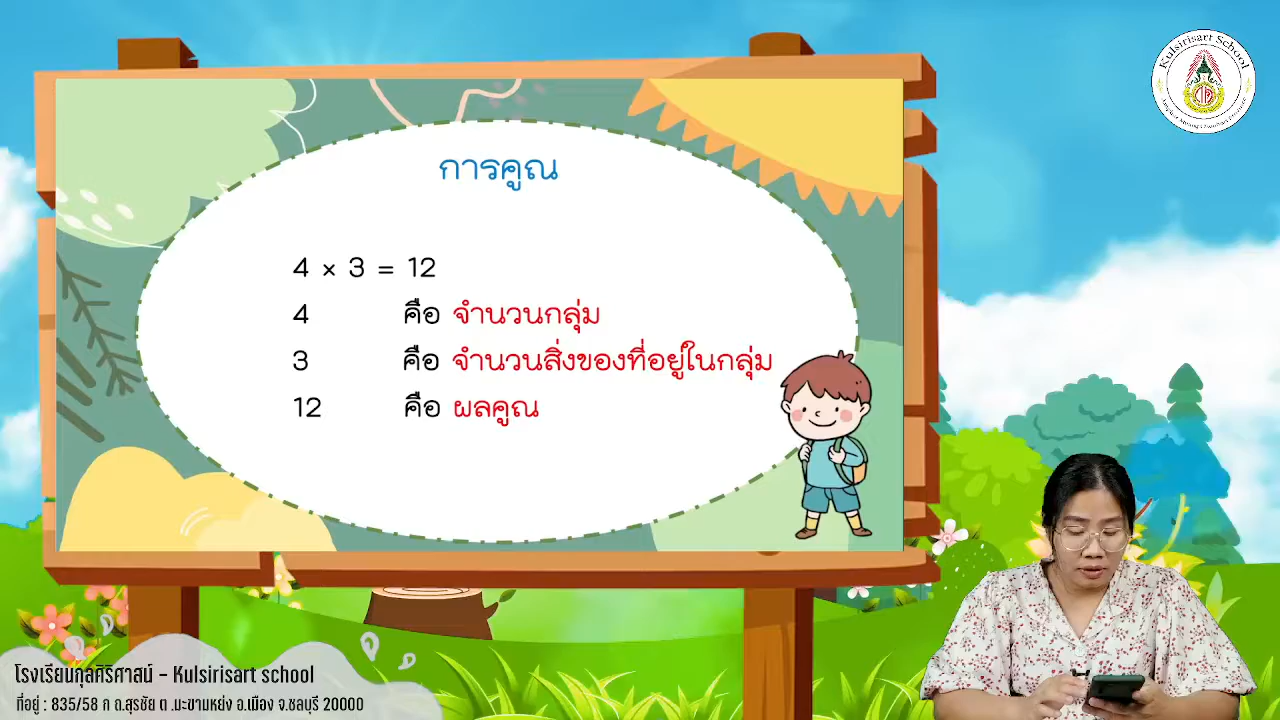 Kulsirisart School
การคูณ
4 × 3 = 12
4 คือ จำนวนกลุ่ม
3 คือ จำนวนสิ่งของที่อยู่ในกลุ่ม
12 คือ ผลคูณ
โรงเรียนกุลศิริศาสน์ - Kulsirisart school
ที่อยู่ : 835/58 ก ถ.สุรชัย ต .มะขามหย่ง อ.เมือง จ.ชลบุรี 20000